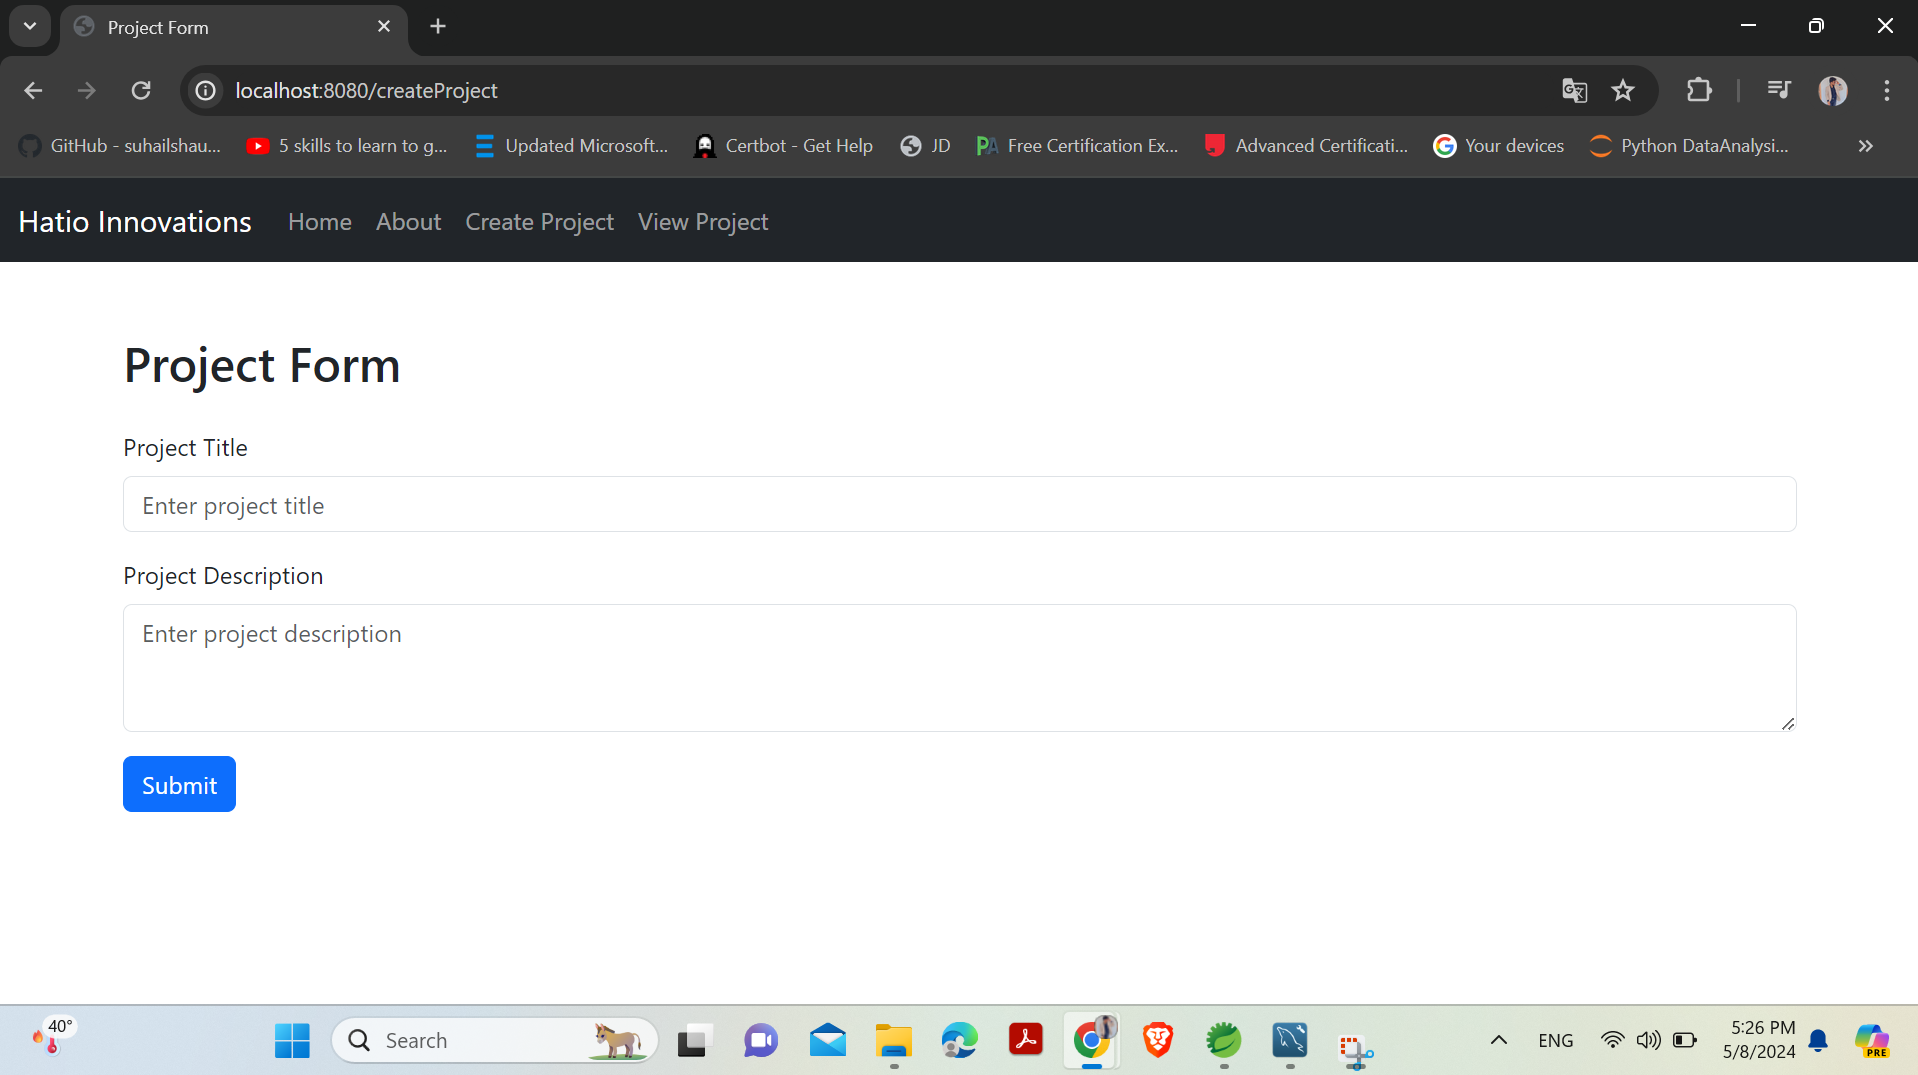 Project Form
localhost:8080/createProject
GitHub - suhailshau...
5 skills to learn to g...
Updated Microsoft...
Certbot - Get Help
JD
Free Certification Ex...
Advanced Certificati...
Your devices
Python DataAnalysi...
Hatio Innovations
Home
About
Create Project
View Project
Project Form
Project Title
Enter project title
Project Description
Enter project description
Submit
40°
Search
ENG
5:26 PM
5/8/2024
PRE